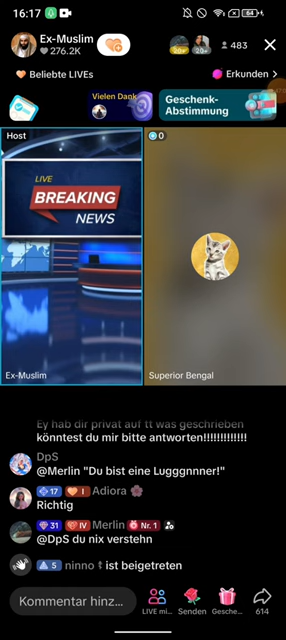 16:17
64
Ex-Muslim
276.2K
20+
20+
483
Beliebte LIVEs
Erkunden
Vielen Dank
Geschenk-
Abstimmung
Host
0
LIVE
BREAKING
NEWS
Ex-Muslim
Superior Bengal
Ey hab dir privat auf tt was geschrieben
könntest du mir bitte antworten!!!!!!!!!!!!!
DpS
@Merlin "Du bist eine Lugggnnner!"
17 I Adiora
Richtig
31 IV Merlin Nr. 1
@DpS du nix verstehn
5 ninno ist beigetreten
Kommentar hinz...
LIVE mi...
Senden
Gesche...
614